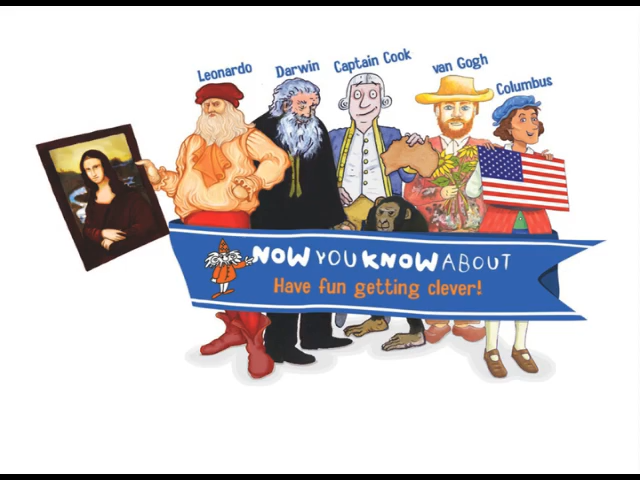 Leonardo
Darwin
Captain Cook
van Gogh
Columbus
NOW YOU KNOW ABOUT
Have fun getting clever!